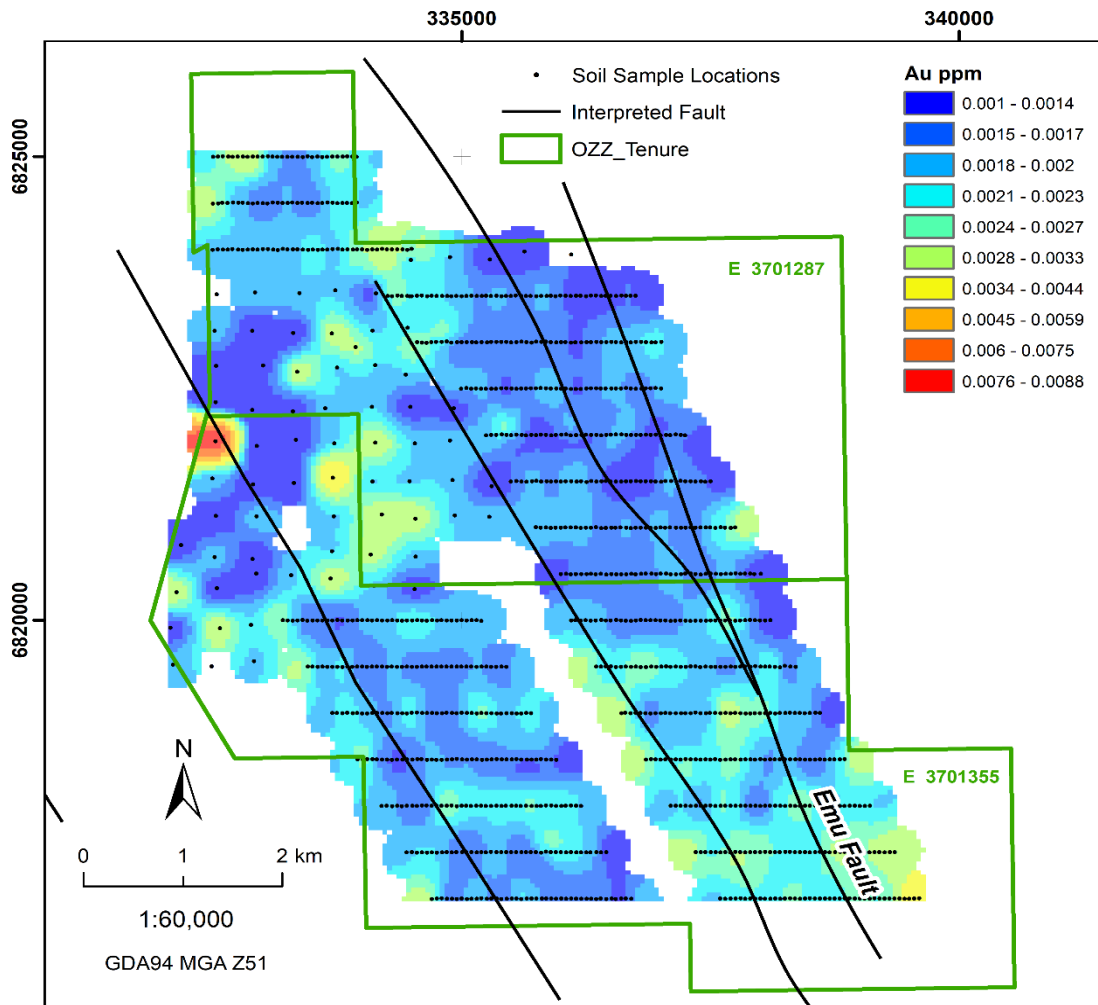 335000
340000
Soil Sample Locations
Interpreted Fault
OZZ_Tenure
Au ppm
0.001 - 0.0014
0.0015 - 0.0017
0.0018 - 0.002
0.0021 - 0.0023
0.0024 - 0.0027
0.0028 - 0.0033
0.0034 - 0.0044
0.0045 - 0.0059
0.006 - 0.0075
0.0076 - 0.0088
6825000
E 3701287
6820000
E 3701355
Emu Fault
N
0 1 2 km
1:60,000
GDA94 MGA Z51